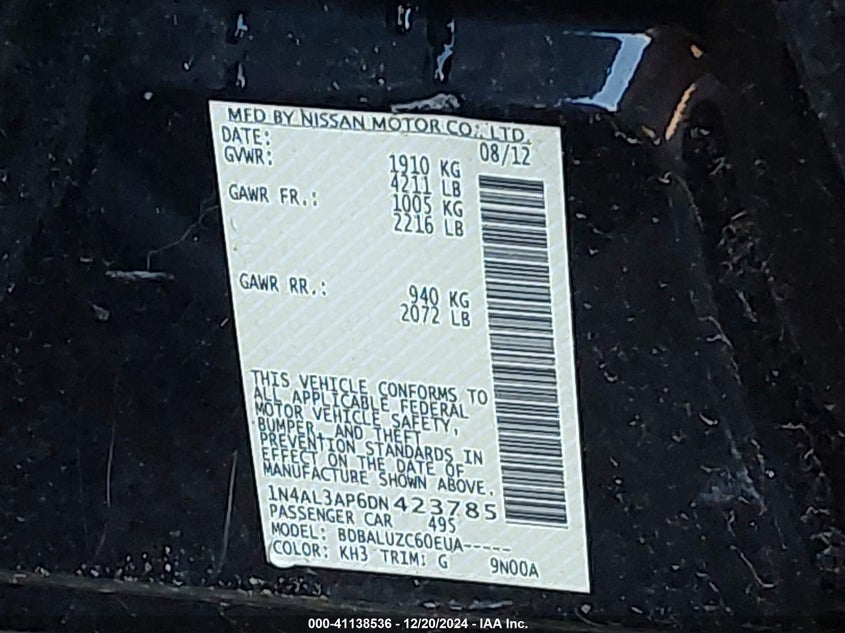 MFD BY NISSAN MOTOR CO., LTD.
DATE: 08/12
GVWR: 1910 KG
4211 LB
GAWR FR.: 1005 KG
2216 LB
GAWR RR.: 940 KG
2072 LB
THIS VEHICLE CONFORMS TO
ALL APPLICABLE FEDERAL
MOTOR VEHICLE SAFETY,
BUMPER, AND THEFT
PREVENTION STANDARDS IN
EFFECT ON THE DATE OF
MANUFACTURE SHOWN ABOVE.
1N4AL3AP6DN423785
PASSENGER CAR 495
MODEL: BDBALUZC60EUA-----
COLOR: KH3 TRIM: G 9N00A
000-41138536 - 12/20/2024 - IAA Inc.